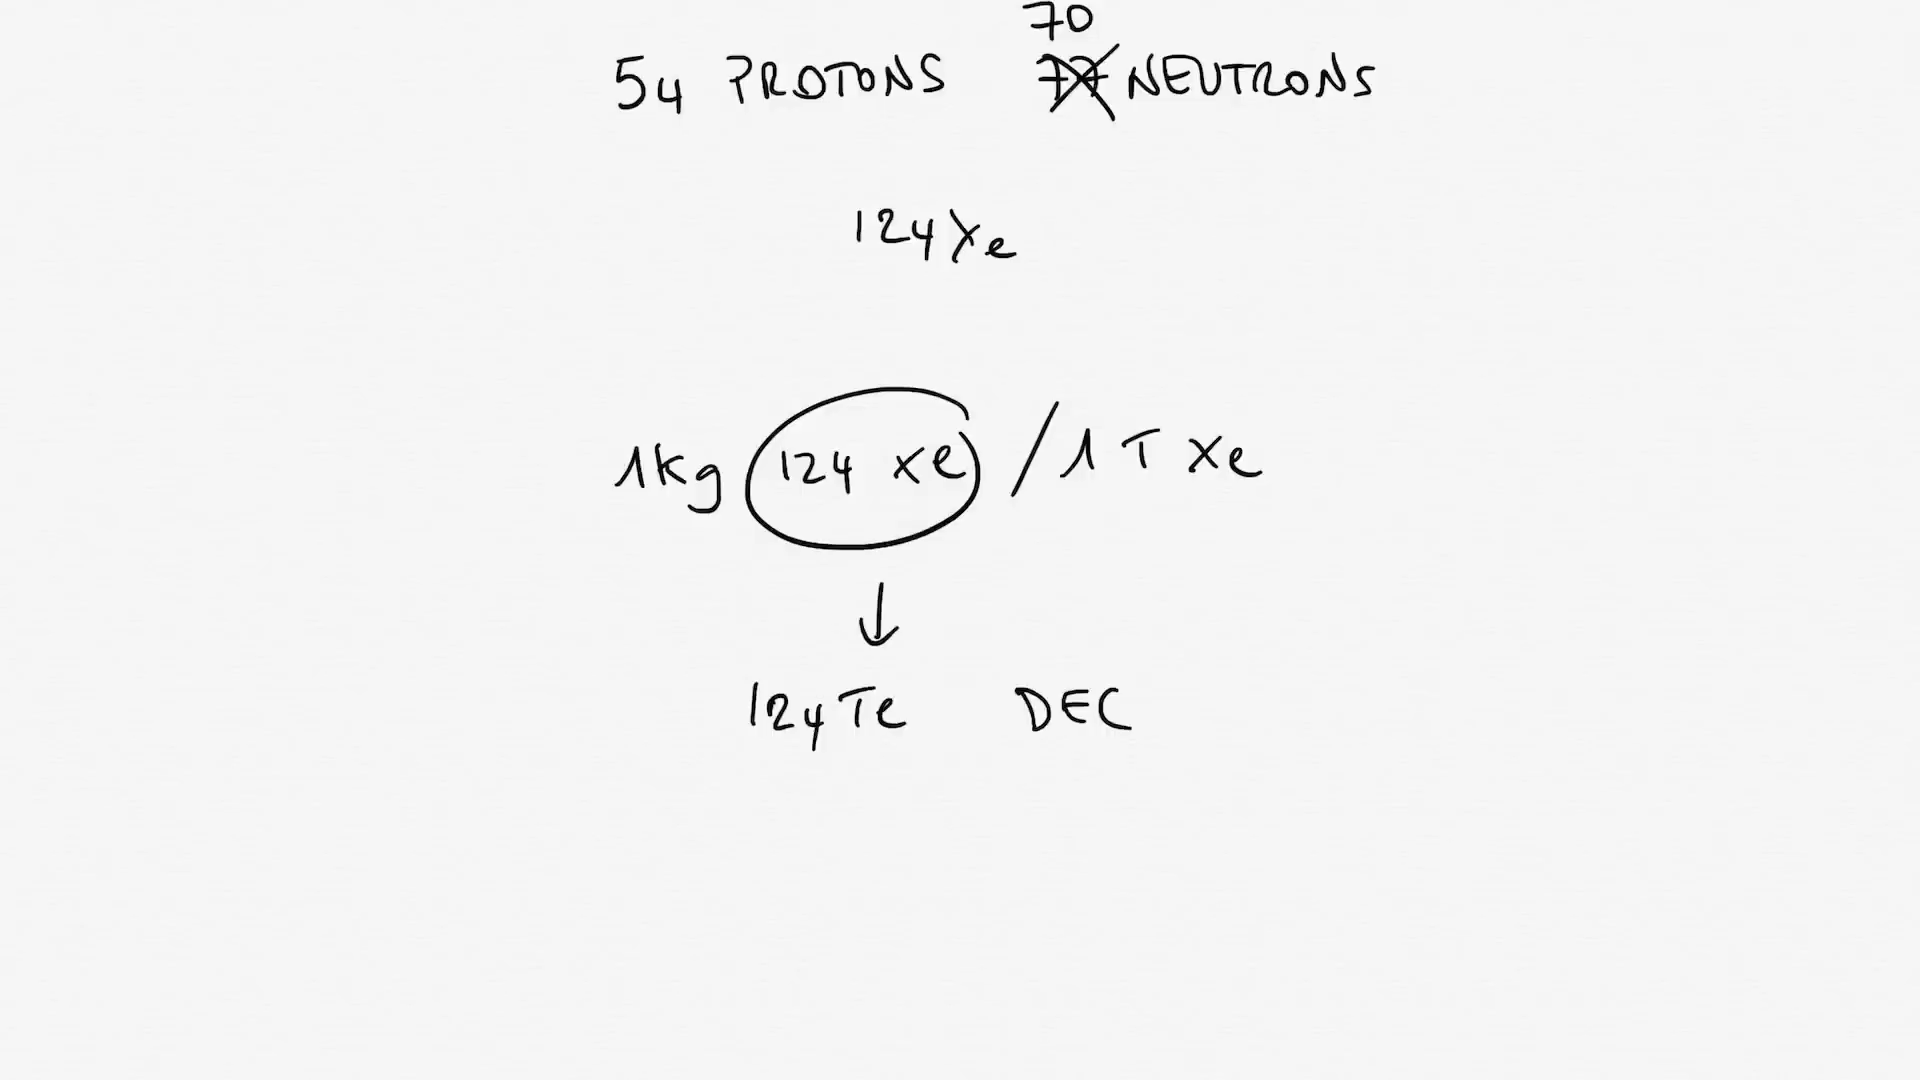 70
54 PROTONS 77 NEUTRONS
124Xe
1kg 124 Xe / 1 T Xe
↓
124Te DEC